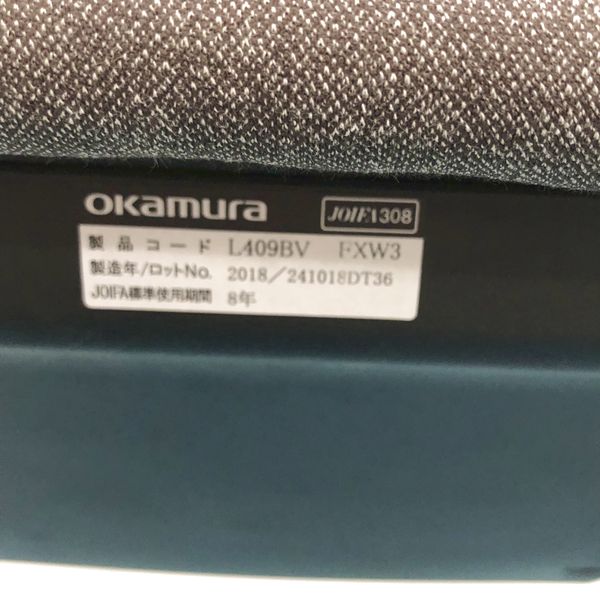 okamura JOIFA1308
製品コード L409BV FXW3
製造年/ロットNo. 2018／241018DT36
JOIFA標準使用期間 8年